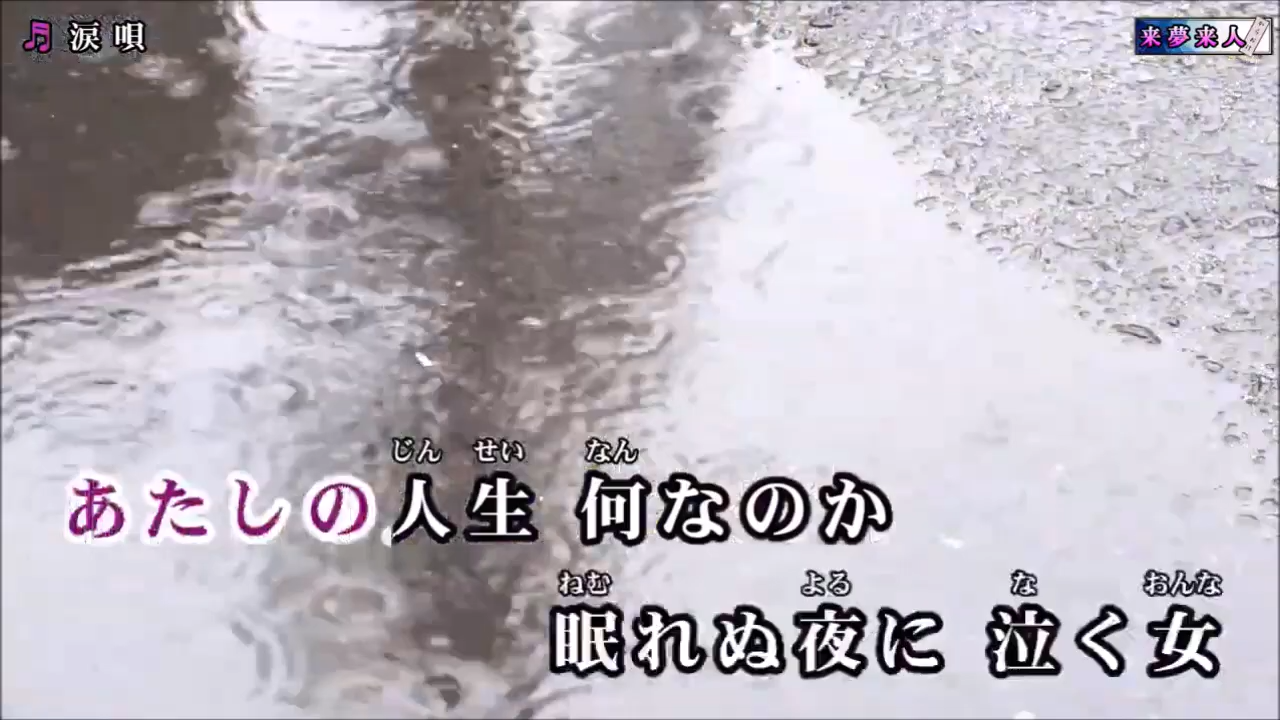 ♬ 涙唄
来夢来人
じん せい なん
あたしの人生 何なのか
ねむ よる な おんな
眠れぬ夜に 泣く女